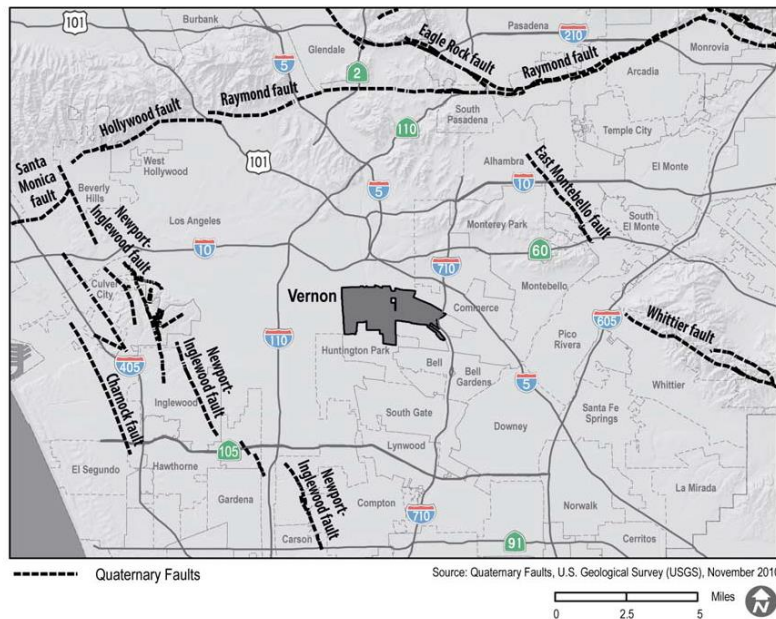 101
Burbank
Glendale
5
2
Eagle Rock fault
Pasadena
210
Monrovia
Raymond fault
Arcadia
Raymond fault
Hollywood fault
South
Pasadena
110
Temple City
101
West
Hollywood
Santa
Monica
fault
Beverly
Hills
5
Alhambra
10
East Montebello fault
El Monte
Newport-
Inglewood fault
Los Angeles
Monterey Park
South
El Monte
10
710
60
Culver
City
Vernon
Montebello
Commerce
605
Whittier fault
Pico
Rivera
110
Huntington Park
405
Bell
Bell
Gardens
5
Whittier
Newport-
Inglewood fault
Charnock fault
Inglewood
South Gate
Downey
Santa Fe
Springs
105
Lynwood
El Segundo
Hawthorne
La Mirada
Gardena
Newport-
Inglewood fault
Compton
710
Norwalk
Carson
91
Cerritos
Quaternary Faults
Source: Quaternary Faults, U.S. Geological Survey (USGS), November 2010
Miles
0 2.5 5
N